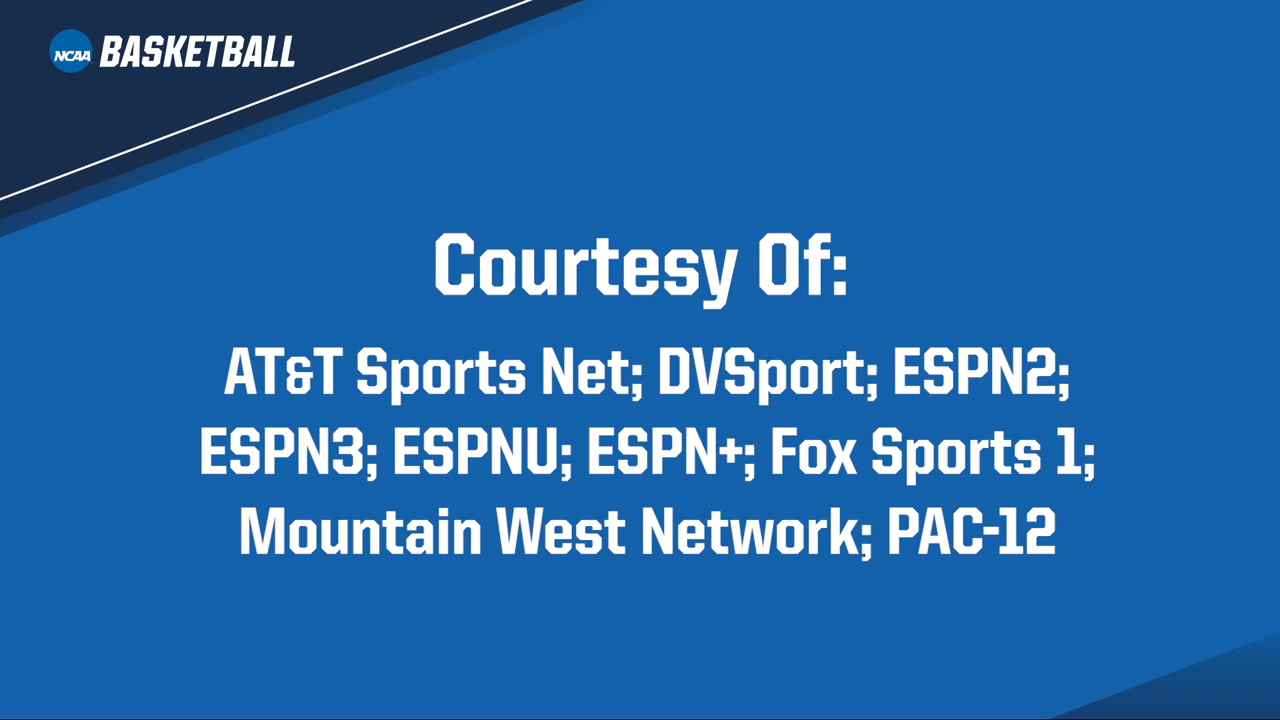 NCAA BASKETBALL
Courtesy Of:
AT&T Sports Net; DVSport; ESPN2;
ESPN3; ESPNU; ESPN+; Fox Sports 1;
Mountain West Network; PAC-12